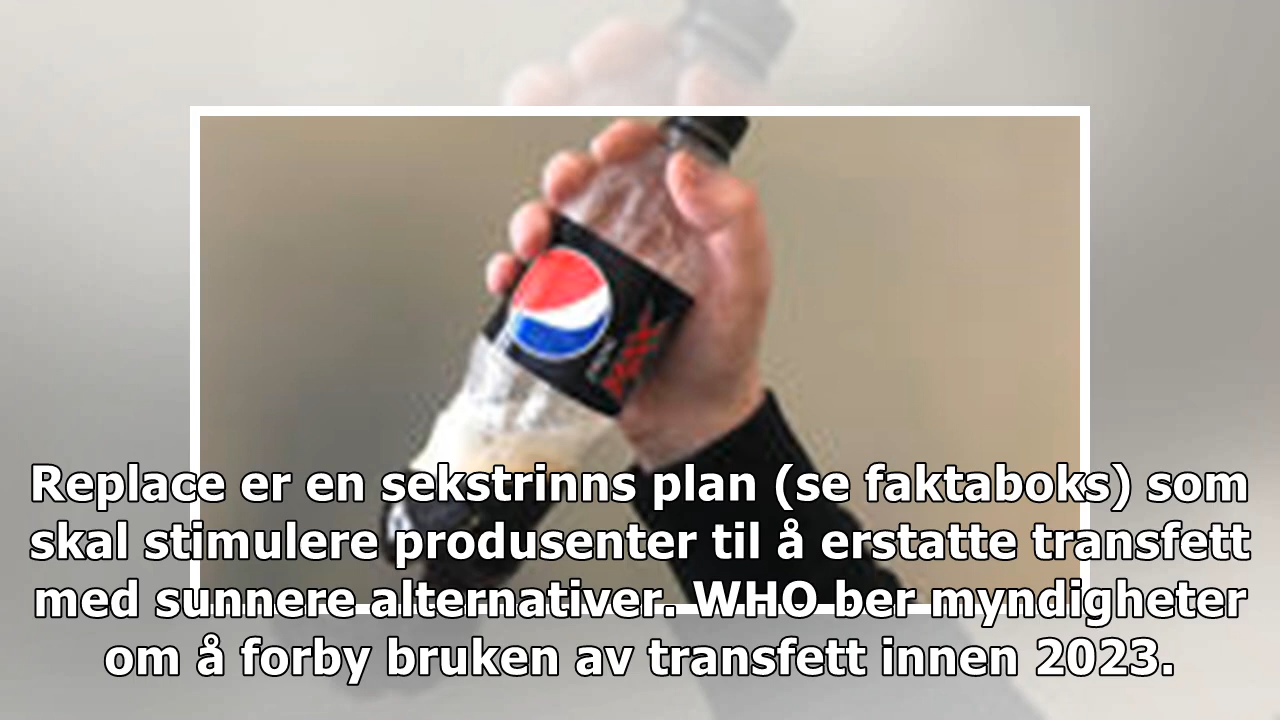 Replace er en sekstrinns plan (se faktaboks) som
skal stimulere produsenter til å erstatte transfett
med sunnere alternativer. WHO ber myndigheter
om å forby bruken av transfett innen 2023.